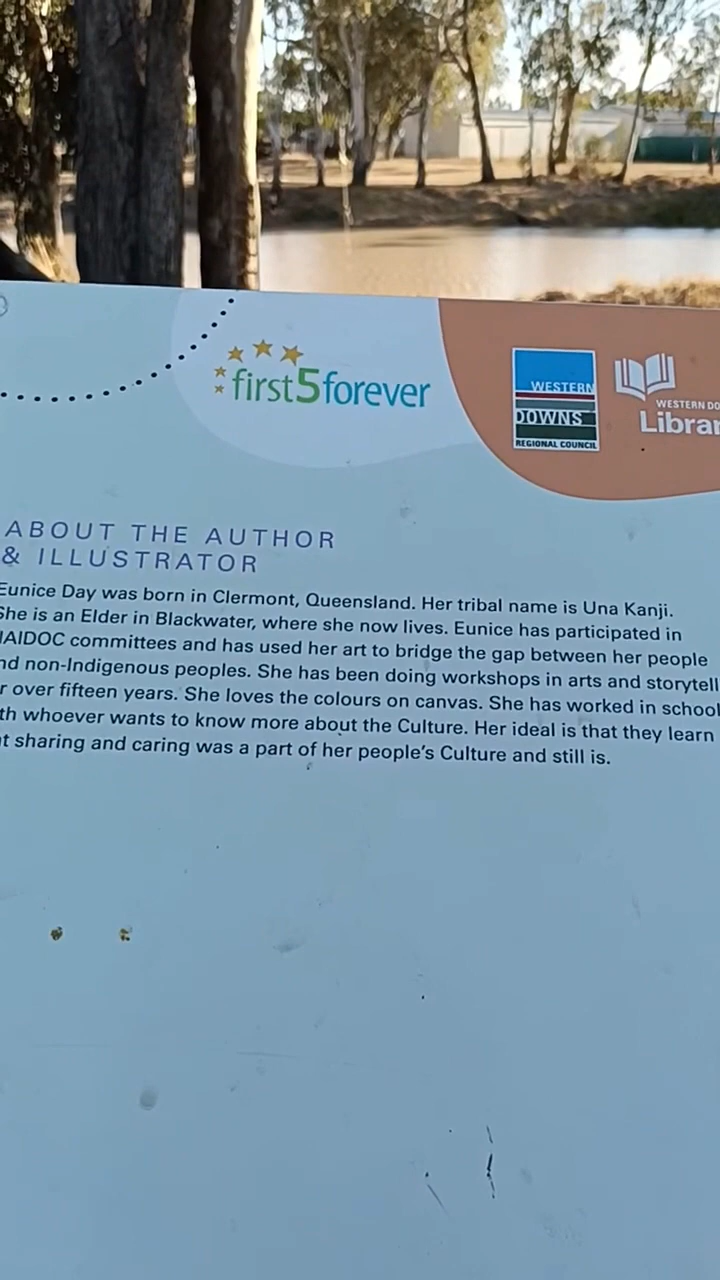 first5forever
WESTERN
DOWNS
REGIONAL COUNCIL
WESTERN DO
Librar
ABOUT THE AUTHOR
& ILLUSTRATOR
Eunice Day was born in Clermont, Queensland. Her tribal name is Una Kanji.
She is an Elder in Blackwater, where she now lives. Eunice has participated in
NAIDOC committees and has used her art to bridge the gap between her people
nd non-Indigenous peoples. She has been doing workshops in arts and storytell
r over fifteen years. She loves the colours on canvas. She has worked in school
th whoever wants to know more about the Culture. Her ideal is that they learn
at sharing and caring was a part of her people's Culture and still is.